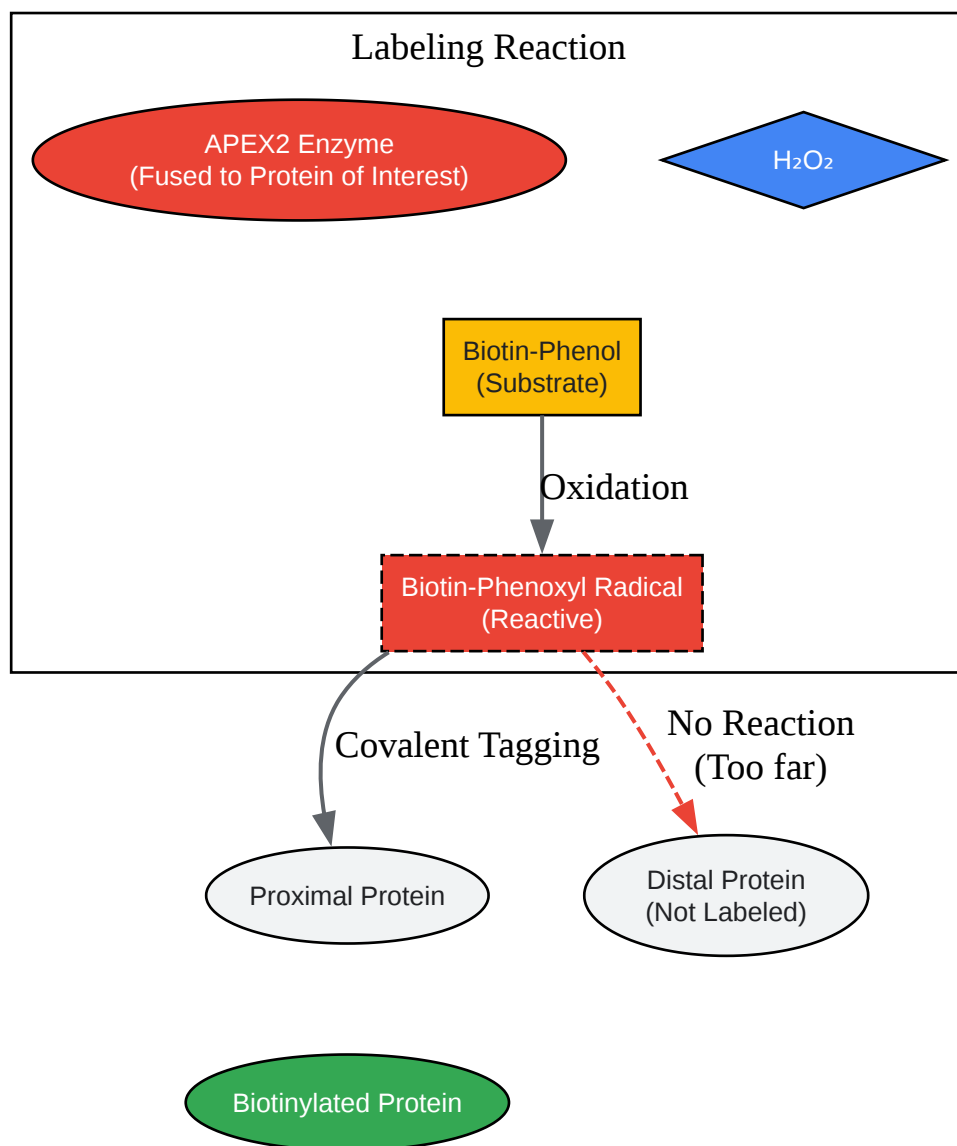 Labeling Reaction
APEX2 Enzyme
(Fused to Protein of Interest)
H₂O₂
Biotin-Phenol
(Substrate)
Oxidation
Biotin-Phenoxyl Radical
(Reactive)
Covalent Tagging
No Reaction
(Too far)
Proximal Protein
Distal Protein
(Not Labeled)
Biotinylated Protein